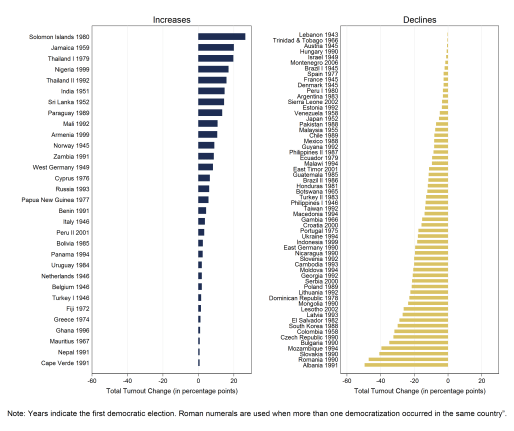 Increases
Solomon Islands 1980
Jamaica 1959
Thailand I 1979
Nigeria 1999
Thailand II 1992
India 1951
Sri Lanka 1952
Paraguay 1989
Mali 1992
Armenia 1999
Norway 1945
Zambia 1991
West Germany 1949
Cyprus 1976
Russia 1993
Papua New Guinea 1977
Benin 1991
Italy 1946
Peru II 2001
Bolivia 1985
Panama 1994
Uruguay 1984
Netherlands 1946
Belgium 1946
Turkey I 1946
Fiji 1972
Greece 1974
Ghana 1996
Mauritius 1967
Nepal 1991
Cape Verde 1991
-60 -40 -20 0 20
Total Turnout Change (in percentage points)
Declines
Lebanon 1943
Trinidad & Tobago 1966
Austria 1945
Hungary 1990
Israel 1949
Montenegro 2006
Brazil I 1945
Spain 1977
France 1945
Denmark 1945
Peru I 1980
Argentina 1983
Sierra Leone 2002
Estonia 1992
Venezuela 1958
Japan 1952
Pakistan 1988
Malaysia 1955
Chile 1989
Mexico 1988
Guyana 1992
Philippines II 1987
Ecuador 1979
Malawi 1994
East Timor 2001
Guatemala 1985
Brazil II 1986
Honduras 1981
Botswana 1965
Turkey II 1983
Philippines I 1946
Taiwan 1992
Macedonia 1994
Gambia 1966
Croatia 2000
Portugal 1975
Ukraine 1994
Indonesia 1999
East Germany 1990
Nicaragua 1990
Slovenia 1992
Cambodia 1993
Moldova 1994
Georgia 1992
Serbia 2000
Poland 1989
Lithuania 1992
Dominican Republic 1978
Mongolia 1990
Lesotho 2002
Latvia 1993
El Salvador 1982
South Korea 1988
Colombia 1958
Czech Republic 1990
Bulgaria 1990
Mozambique 1994
Slovakia 1990
Romania 1990
Albania 1991
-60 -40 -20 0 20
Total Turnout Change (in percentage points)
Note: Years indicate the first democratic election. Roman numerals are used when more than one democratization occurred in the same country".